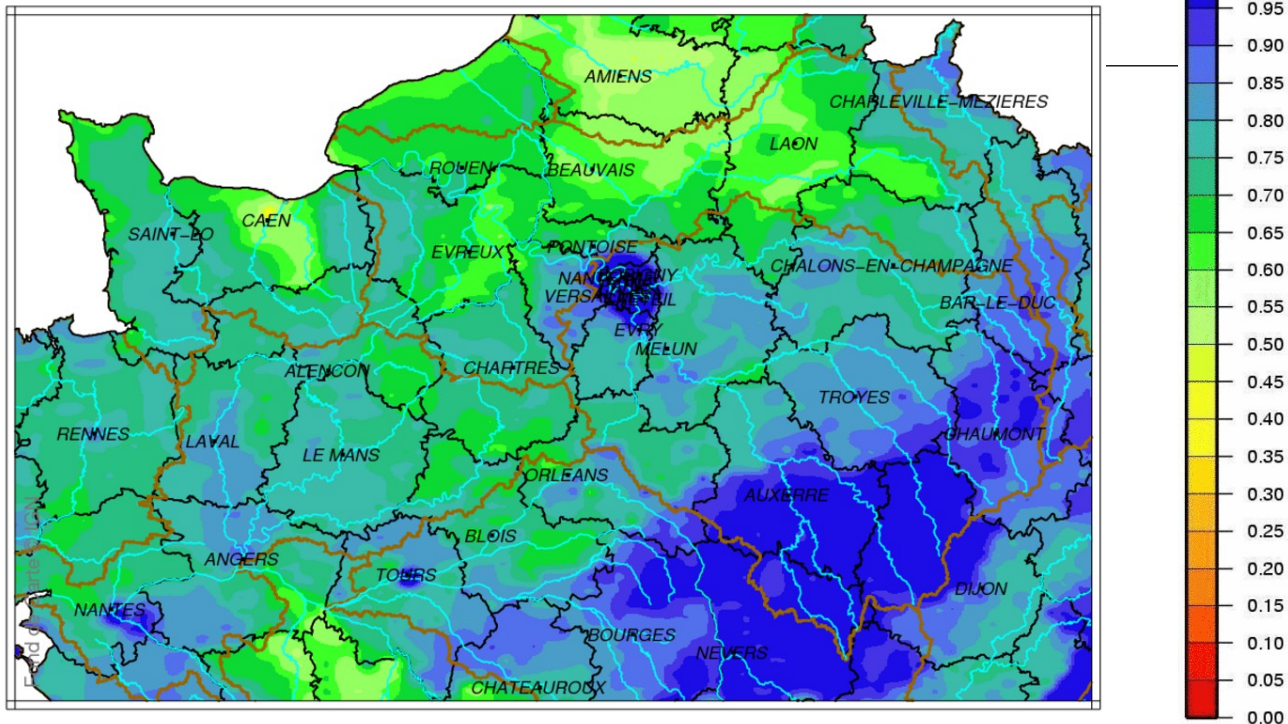 0.95
AMIENS
0.90
0.85
CHARLEVILLE-MEZIERES
0.80
LAON
ROUEN
BEAUVAIS
0.75
0.70
CAEN
SAINT-LO
0.65
EVREUX
PONTOISE
CHALONS-EN-CHAMPAGNE
0.60
BAR-LE-DUC
0.55
EVRY
MELUN
0.50
ALENCON
CHARTRES
0.45
TROYES
0.40
RENNES
LAVAL
CHAUMONT
LE MANS
0.35
ORLEANS
AUXERRE
0.30
BLOIS
0.25
ANGERS
TOURS
DIJON
0.20
NANTES
0.15
BOURGES
NEVERS
0.10
CHATEAUROUX
0.05
0.00